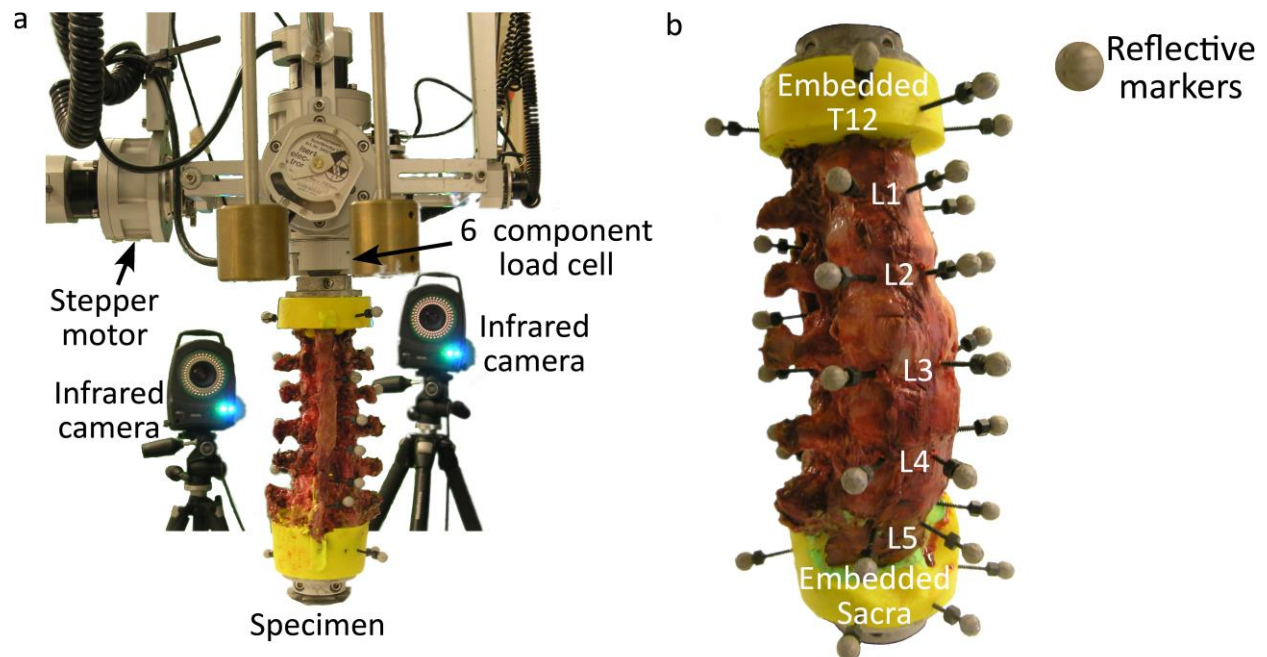 a
6 component
load cell
Stepper
motor
Infrared
camera
Infrared
camera
Specimen
b
Embedded
T12
L1
L2
L3
L4
L5
Embedded
Sacra
Reflective
markers